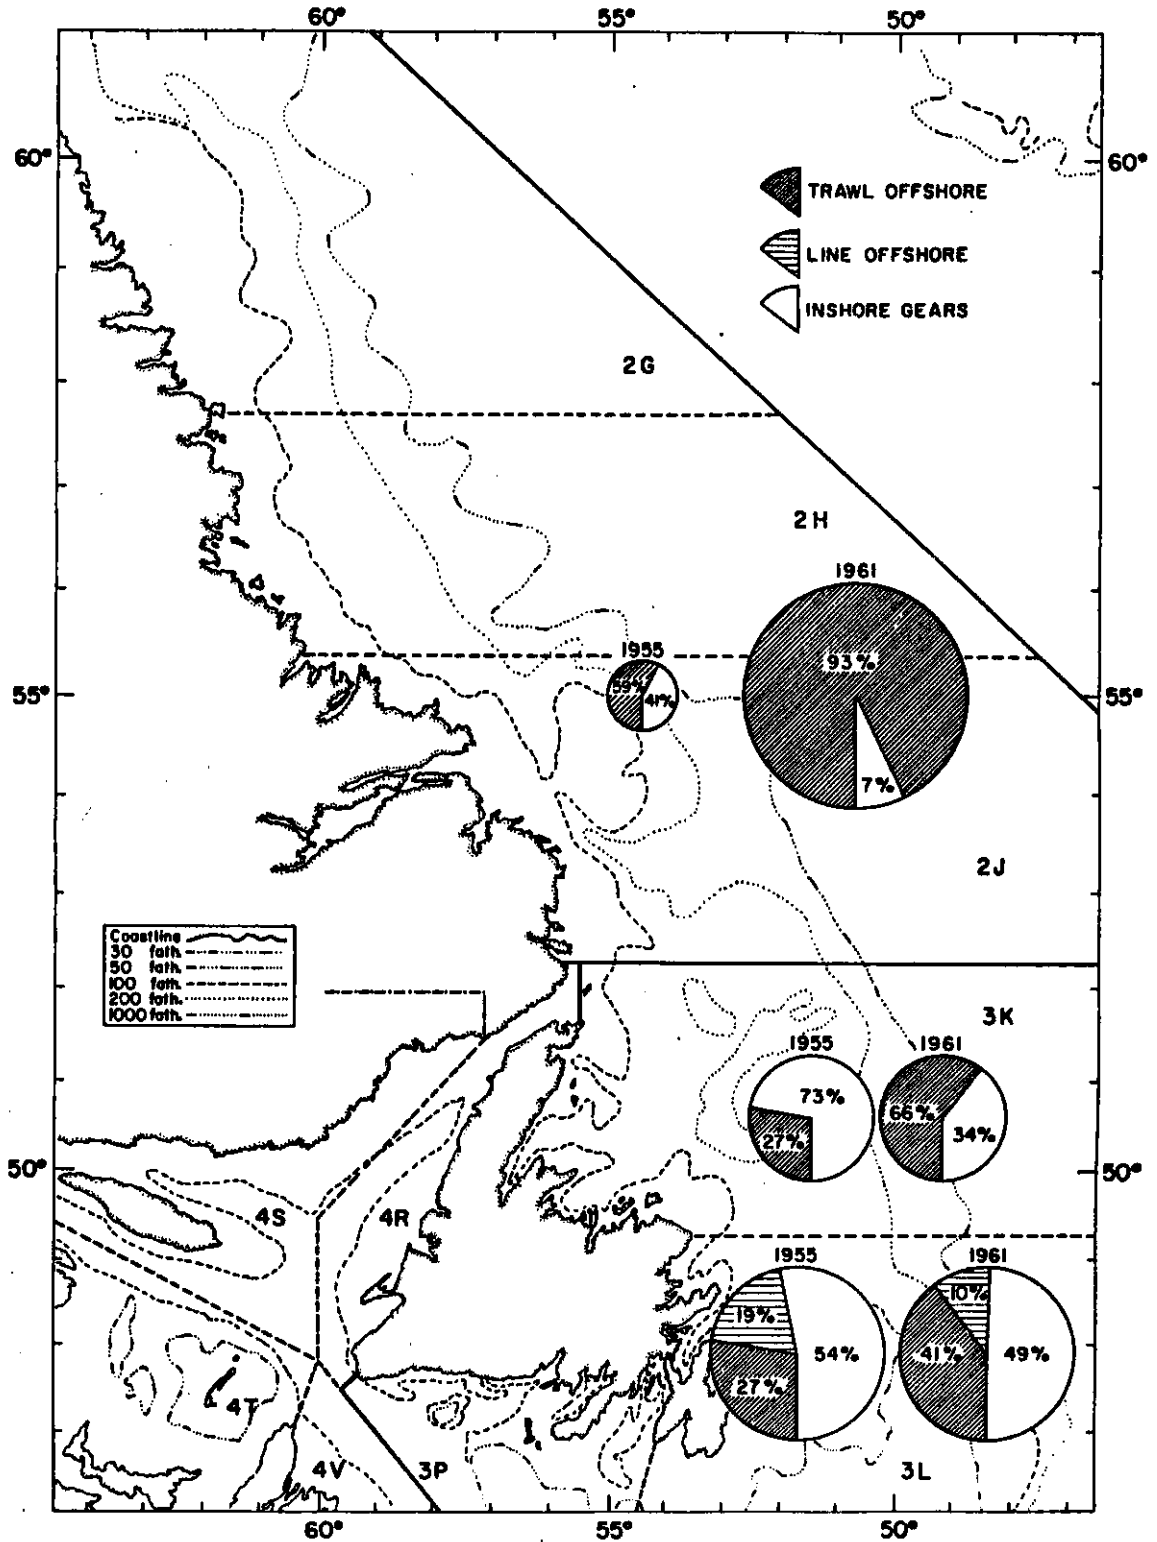 60° 55° 50°
60° 60°
TRAWL OFFSHORE
LINE OFFSHORE
INSHORE GEARS
2G
2H
1961
93%
7%
1955
59%
41%
55° 55°
2J
Coastline
30 fath.
50 fath.
100 fath.
200 fath.
1000 fath.
3K
1955
73%
27%
1961
66%
34%
50° 50°
4S 4R
1955
19%
54%
27%
1961
10%
41%
49%
4T
4V 3P 3L
60° 55° 50°